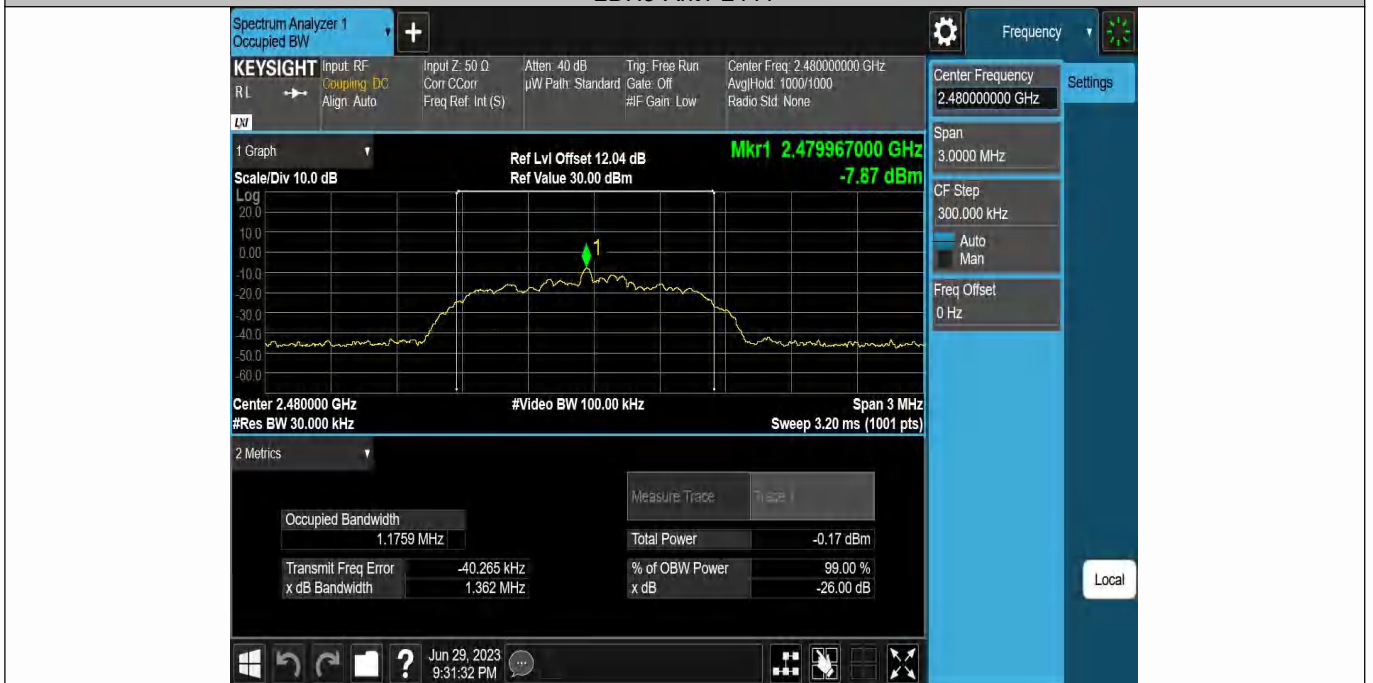 Spectrum Analyzer 1
Occupied BW
+
Frequency
KEYSIGHT
RL
LXI
Input: RF
Coupling: DC
Align: Auto
Input Z: 50 Ω
Corr CCorr
Freq Ref: Int (S)
Atten: 40 dB
µW Path: Standard
Trig: Free Run
Gate: Off
#IF Gain: Low
Center Freq: 2.480000000 GHz
Avg|Hold: 1000/1000
Radio Std: None
Center Frequency
2.480000000 GHz
Settings
Span
3.0000 MHz
CF Step
300.000 kHz
Auto
Man
Freq Offset
0 Hz
Local
1 Graph
Scale/Div 10.0 dB
Ref Lvl Offset 12.04 dB
Ref Value 30.00 dBm
Mkr1 2.479967000 GHz
-7.87 dBm
Log
20.0
10.0
0.00
-10.0
-20.0
-30.0
-40.0
-50.0
-60.0
1
Center 2.480000 GHz
#Video BW 100.00 kHz
Span 3 MHz
#Res BW 30.000 kHz
Sweep 3.20 ms (1001 pts)
2 Metrics
Measure Trace
Trace 1
Occupied Bandwidth
1.1759 MHz
Total Power
-0.17 dBm
Transmit Freq Error
-40.265 kHz
% of OBW Power
99.00 %
x dB Bandwidth
1.362 MHz
x dB
-26.00 dB
?
Jun 29, 2023
9:31:32 PM